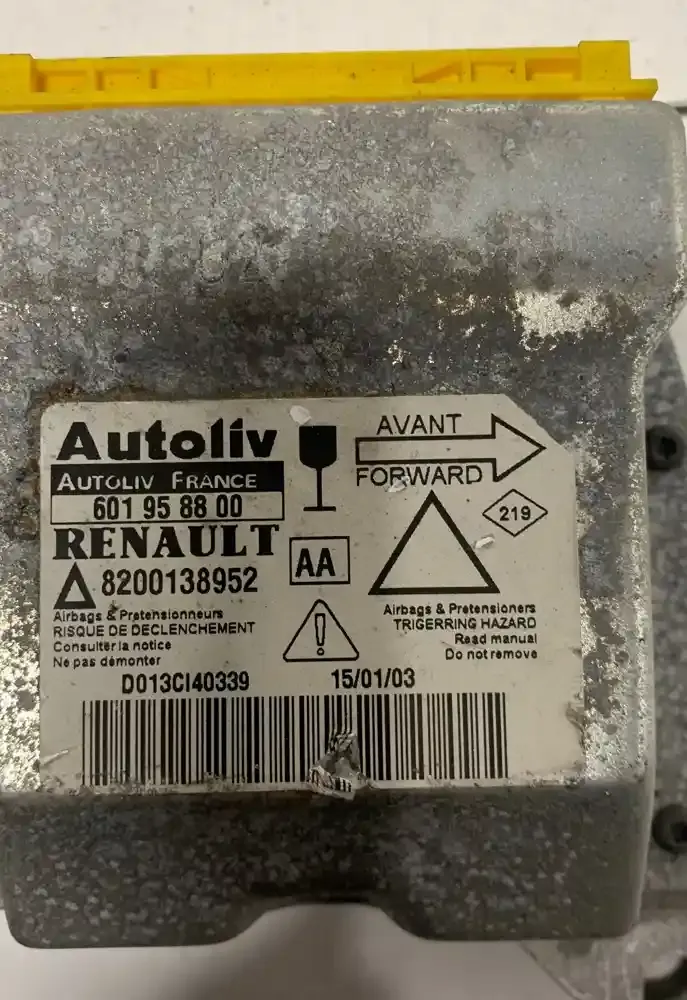 Autoliv
AUTOLIV FRANCE
601 95 88 00
RENAULT
8200138952
AA
AVANT
FORWARD
219
Airbags & Pretensionneurs
RISQUE DE DECLENCHEMENT
Consulter la notice
Ne pas démonter
Airbags & Pretensioners
TRIGERRING HAZARD
Read manual
Do not remove
D013CI40339 15/01/03